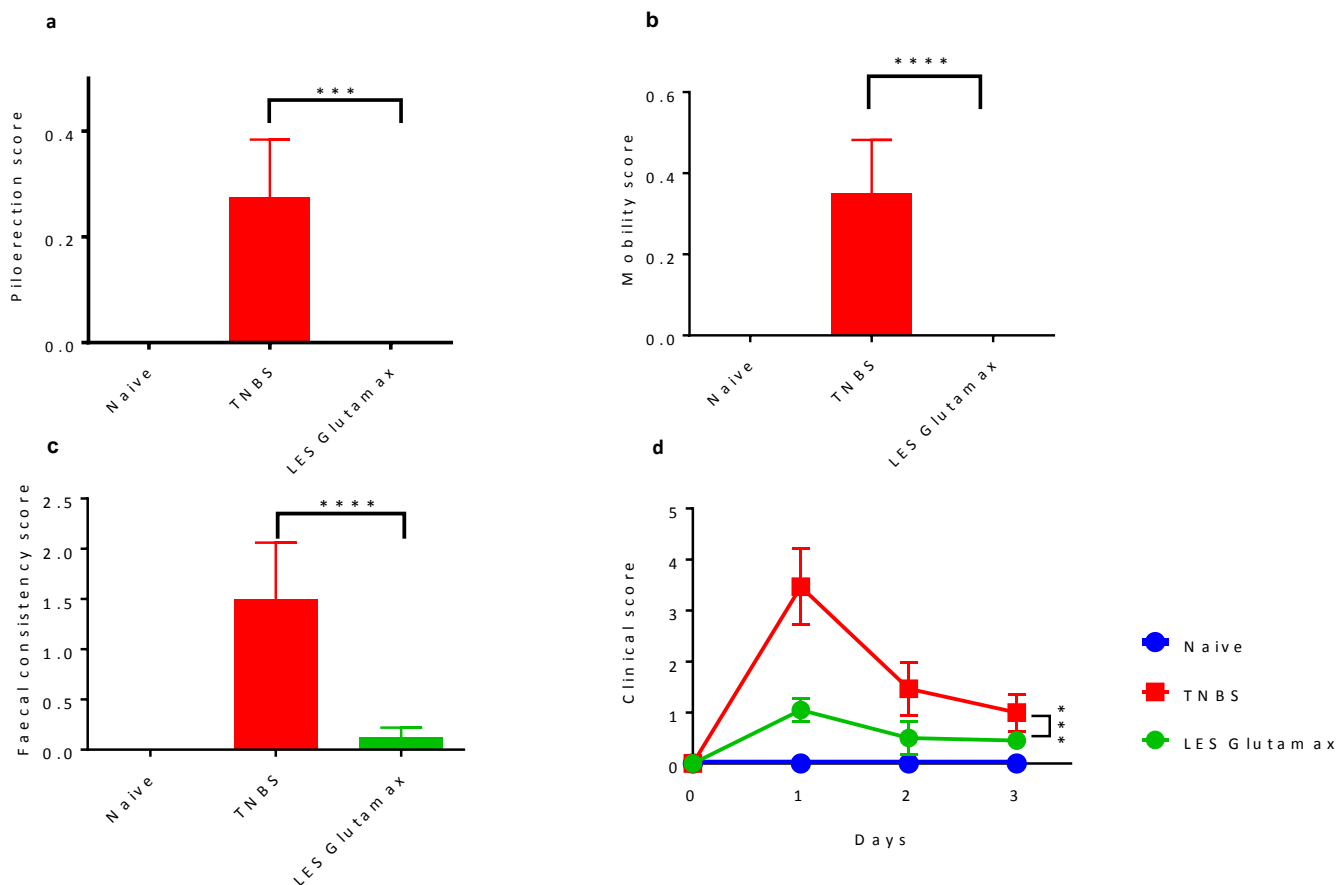 a
Piloerection score
0.4
0.2
0.0
***
Naive
TNBS
LES Glutamax
b
Mobility score
0.6
0.4
0.2
0.0
****
Naive
TNBS
LES Glutamax
c
Faecal consistency score
2.5
2.0
1.5
1.0
0.5
0.0
****
Naive
TNBS
LES Glutamax
d
Clinical score
5
4
3
2
1
0
***
0 1 2 3
Days
Naive
TNBS
LES Glutamax